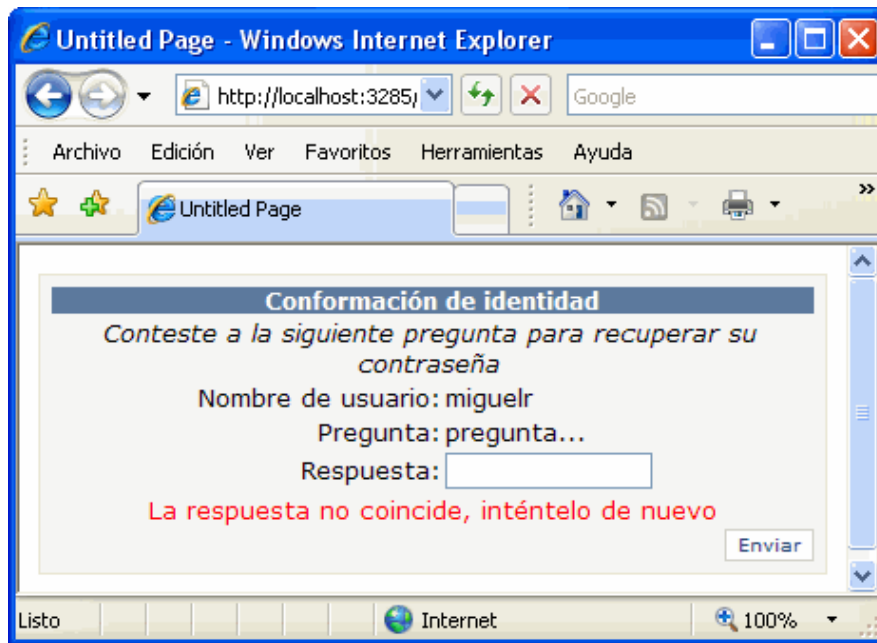 Untitled Page - Windows Internet Explorer
http://localhost:3285/
Google
Archivo Edición Ver Favoritos Herramientas Ayuda
Untitled Page
»
Conformación de identidad
Conteste a la siguiente pregunta para recuperar su
contraseña
Nombre de usuario: miguelr
Pregunta: pregunta...
Respuesta:
La respuesta no coincide, inténtelo de nuevo
Enviar
Listo
Internet
100%